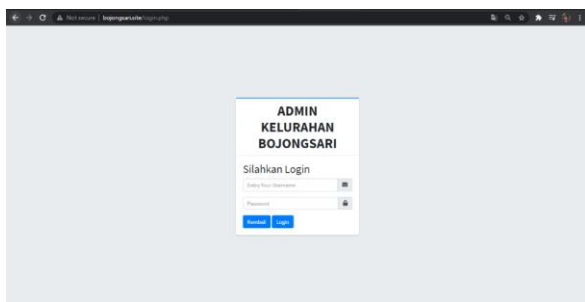 Not secure | bojongsari.site/login.php
ADMIN
KELURAHAN
BOJONGSARI
Silahkan Login
Entry Your Username
Password
Kembali
Login